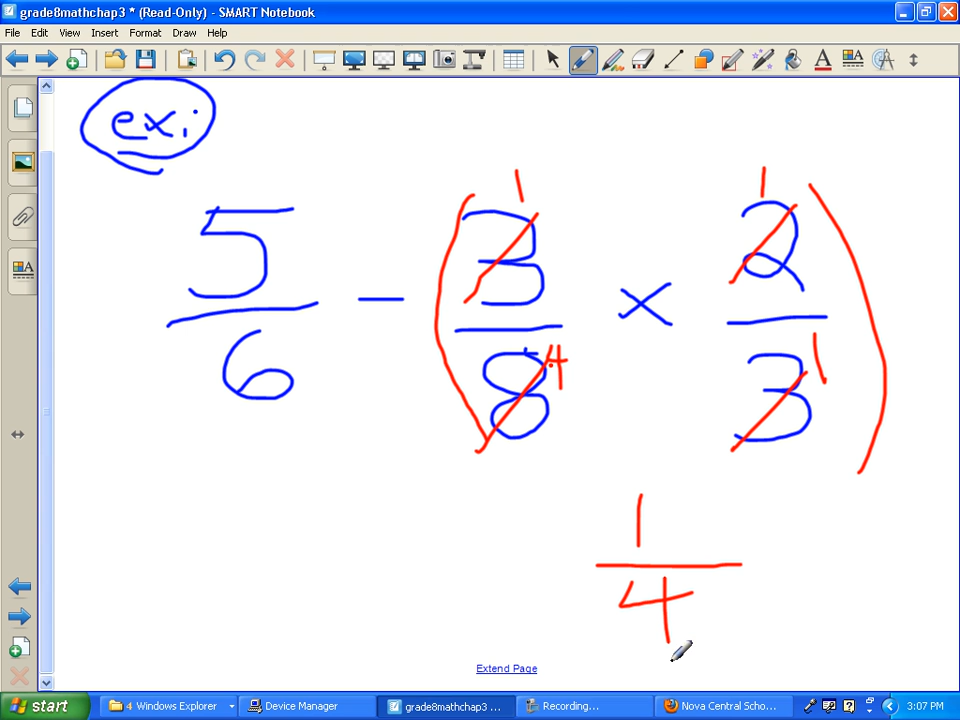 grade8mathchap3 * (Read-Only) - SMART Notebook
File Edit View Insert Format Draw Help
ex:
5/6 - (3/8 × 2/3)
1 1
4 1
1/4
Extend Page
start 4 Windows Explorer Device Manager grade8mathchap3 ... Recording... Nova Central Schoo... 3:07 PM